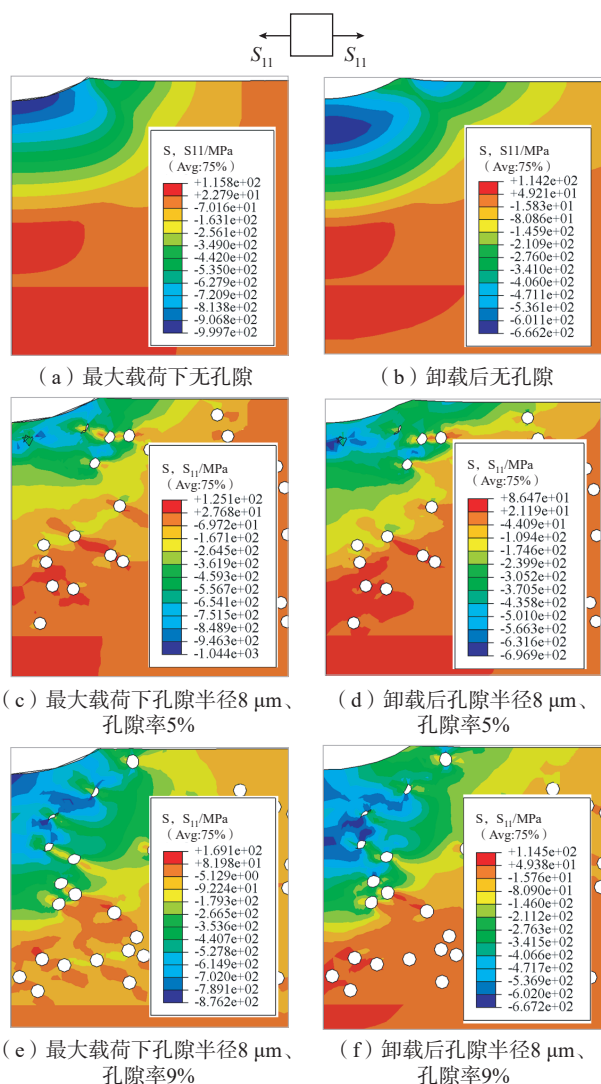 S11 S11
S，S11/MPa
（Avg:75%）
+1.158e+02
+2.279e+01
-7.016e+01
-1.631e+02
-2.561e+02
-3.490e+02
-4.420e+02
-5.350e+02
-6.279e+02
-7.209e+02
-8.138e+02
-9.068e+02
-9.997e+02
S，S11/MPa
（Avg:75%）
+1.142e+02
+4.921e+01
-1.583e+01
-8.086e+01
-1.459e+02
-2.109e+02
-2.760e+02
-3.410e+02
-4.060e+02
-4.711e+02
-5.361e+02
-6.011e+02
-6.662e+02
（a）最大载荷下无孔隙
（b）卸载后无孔隙
S，S11/MPa
（Avg:75%）
+1.251e+02
+2.768e+01
-6.972e+01
-1.671e+02
-2.645e+02
-3.619e+02
-4.593e+02
-5.567e+02
-6.541e+02
-7.515e+02
-8.489e+02
-9.463e+02
-1.044e+03
S，S11/MPa
（Avg:75%）
+8.647e+01
+2.119e+01
-4.409e+01
-1.094e+02
-1.746e+02
-2.399e+02
-3.052e+02
-3.705e+02
-4.358e+02
-5.010e+02
-5.663e+02
-6.316e+02
-6.969e+02
（c）最大载荷下孔隙半径8 μm、
孔隙率5%
（d）卸载后孔隙半径8 μm、
孔隙率5%
S，S11/MPa
（Avg:75%）
+1.691e+02
+8.198e+01
-5.129e+00
-9.224e+01
-1.793e+02
-2.665e+02
-3.536e+02
-4.407e+02
-5.278e+02
-6.149e+02
-7.020e+02
-7.891e+02
-8.762e+02
S，S11/MPa
（Avg:75%）
+1.145e+02
+4.938e+01
-1.576e+01
-8.090e+01
-1.460e+02
-2.112e+02
-2.763e+02
-3.415e+02
-4.066e+02
-4.717e+02
-5.369e+02
-6.020e+02
-6.672e+02
（e）最大载荷下孔隙半径8 μm、
孔隙率9%
（f）卸载后孔隙半径8 μm、
孔隙率9%